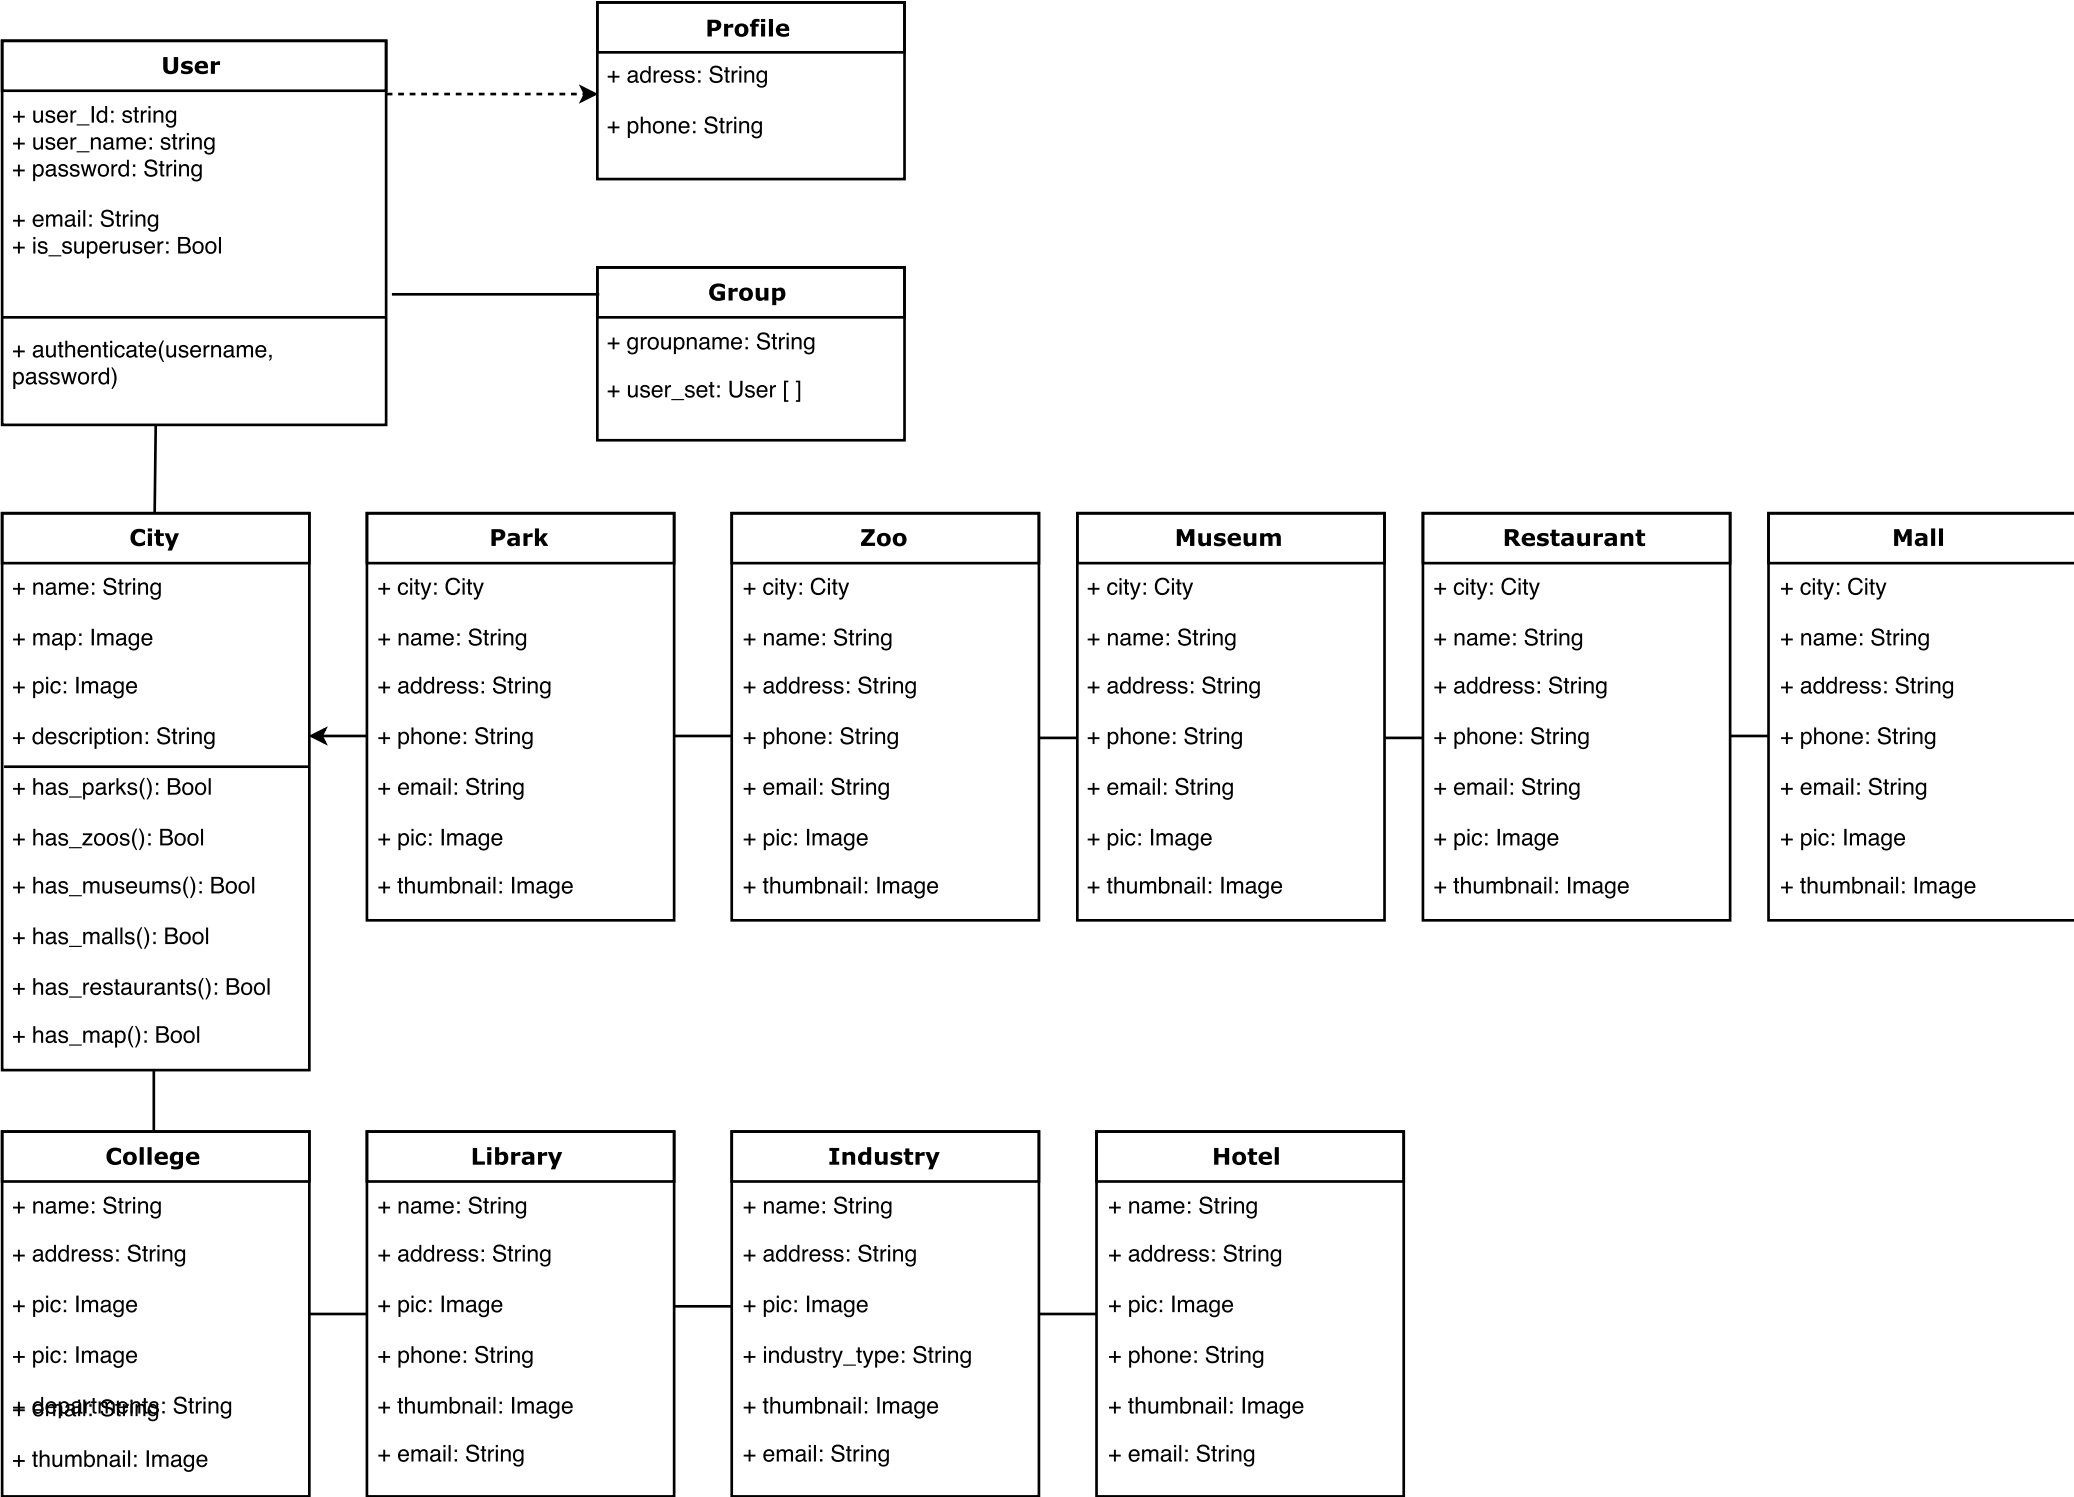 User
+ user_Id: string
+ user_name: string
+ password: String
+ email: String
+ is_superuser: Bool
+ authenticate(username,
password)
Profile
+ adress: String
+ phone: String
Group
+ groupname: String
+ user_set: User [ ]
City
+ name: String
+ map: Image
+ pic: Image
+ description: String
+ has_parks(): Bool
+ has_zoos(): Bool
+ has_museums(): Bool
+ has_malls(): Bool
+ has_restaurants(): Bool
+ has_map(): Bool
Park
+ city: City
+ name: String
+ address: String
+ phone: String
+ email: String
+ pic: Image
+ thumbnail: Image
Zoo
+ city: City
+ name: String
+ address: String
+ phone: String
+ email: String
+ pic: Image
+ thumbnail: Image
Museum
+ city: City
+ name: String
+ address: String
+ phone: String
+ email: String
+ pic: Image
+ thumbnail: Image
Restaurant
+ city: City
+ name: String
+ address: String
+ phone: String
+ email: String
+ pic: Image
+ thumbnail: Image
Mall
+ city: City
+ name: String
+ address: String
+ phone: String
+ email: String
+ pic: Image
+ thumbnail: Image
College
+ name: String
+ address: String
+ pic: Image
+ pic: Image
+ departments: String
+ email: String
+ thumbnail: Image
Library
+ name: String
+ address: String
+ pic: Image
+ phone: String
+ thumbnail: Image
+ email: String
Industry
+ name: String
+ address: String
+ pic: Image
+ industry_type: String
+ thumbnail: Image
+ email: String
Hotel
+ name: String
+ address: String
+ pic: Image
+ phone: String
+ thumbnail: Image
+ email: String